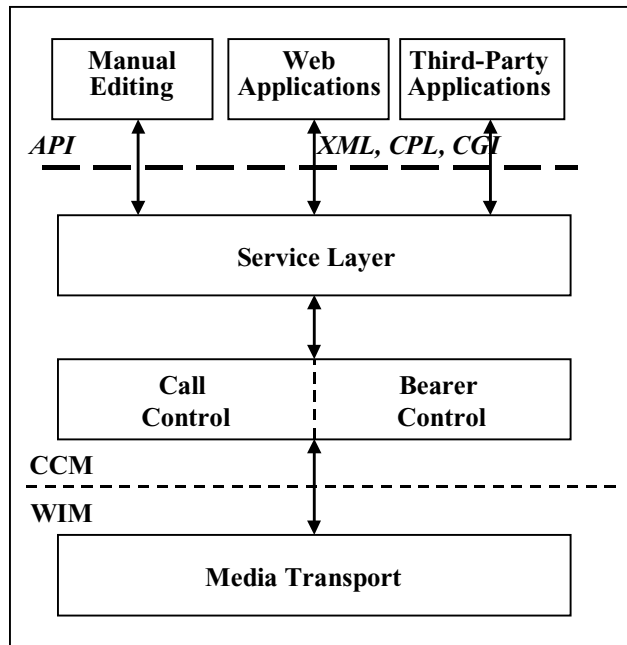 Manual
Editing
Web
Applications
Third-Party
Applications
API
XML, CPL, CGI
Service Layer
Call
Control
Bearer
Control
CCM
WIM
Media Transport